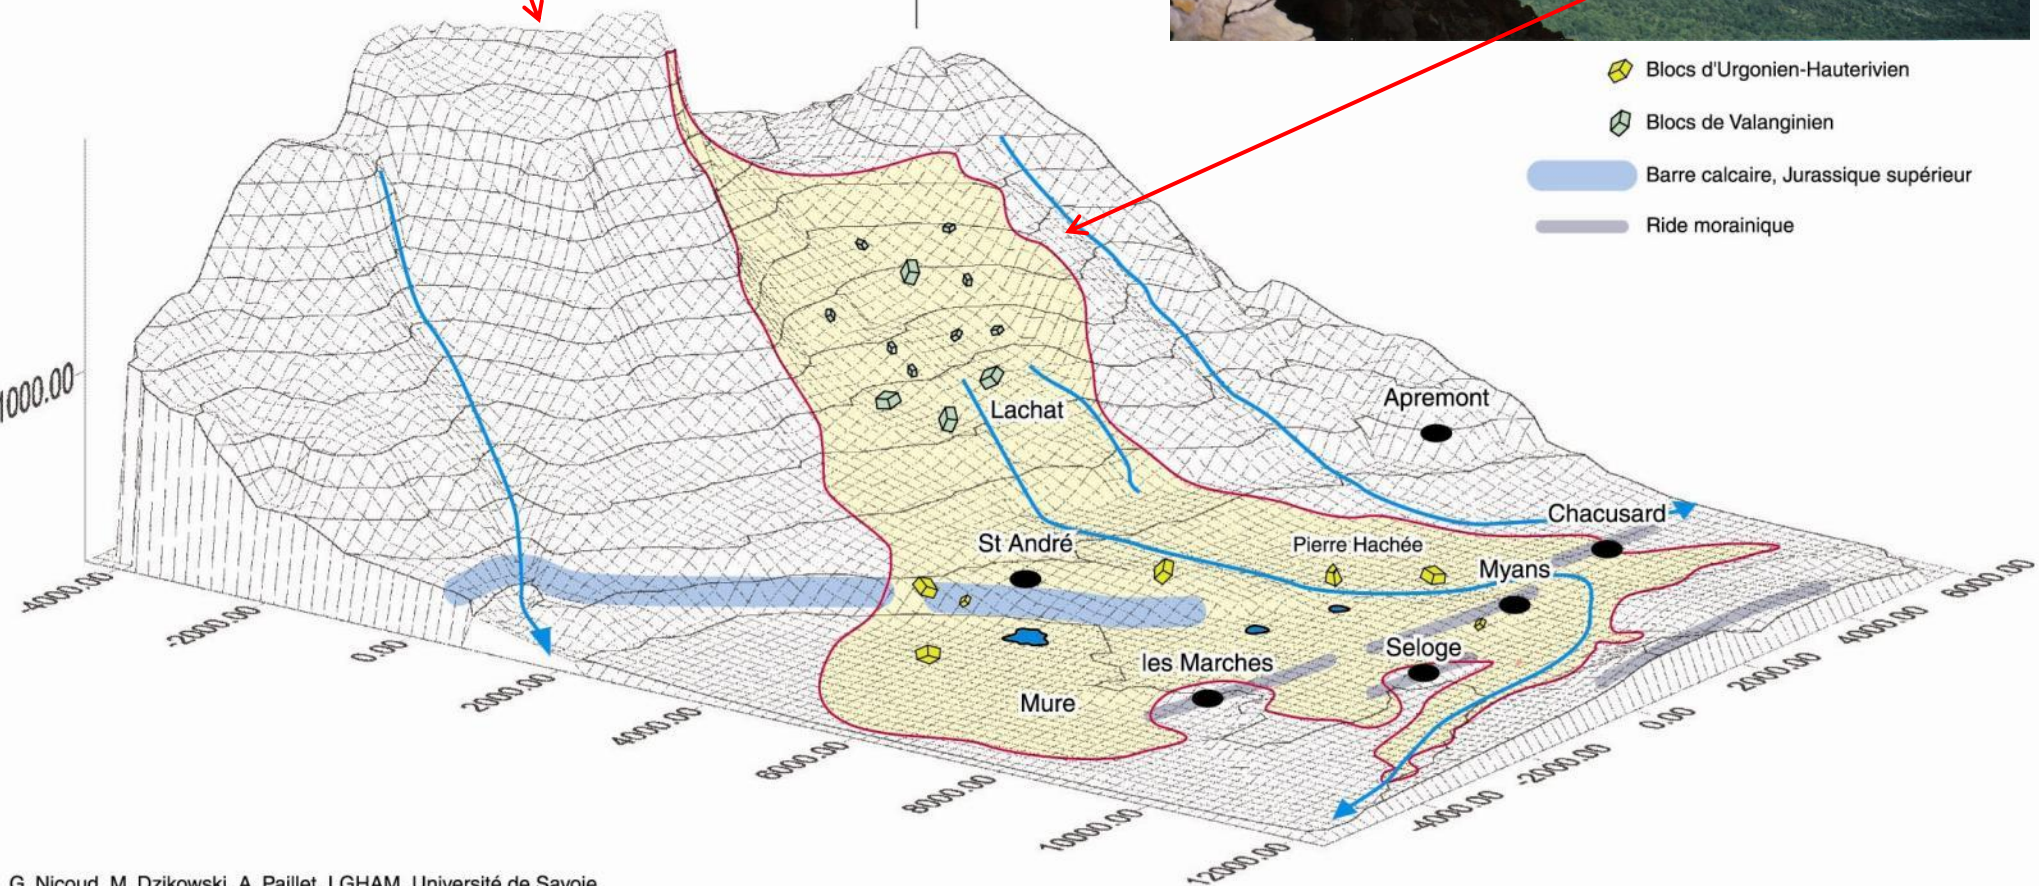 Blocs d'Urgonien-Hauterivien
Blocs de Valanginien
Barre calcaire, Jurassique supérieur
Ride morainique
1000.00
Apremont
Lachat
Chacusard
St André
Pierre Hachée
Myans
Seloge
les Marches
Mure
-4000.00
-2000.00
0.00
2000.00
4000.00
6000.00
8000.00
10000.00
12000.00
-4000.00
-2000.00
0.00
2000.00
4000.00
6000.00
G. Nicoud, M. Dzikowski, A. Paillet, LGHAM, Université de Savoie